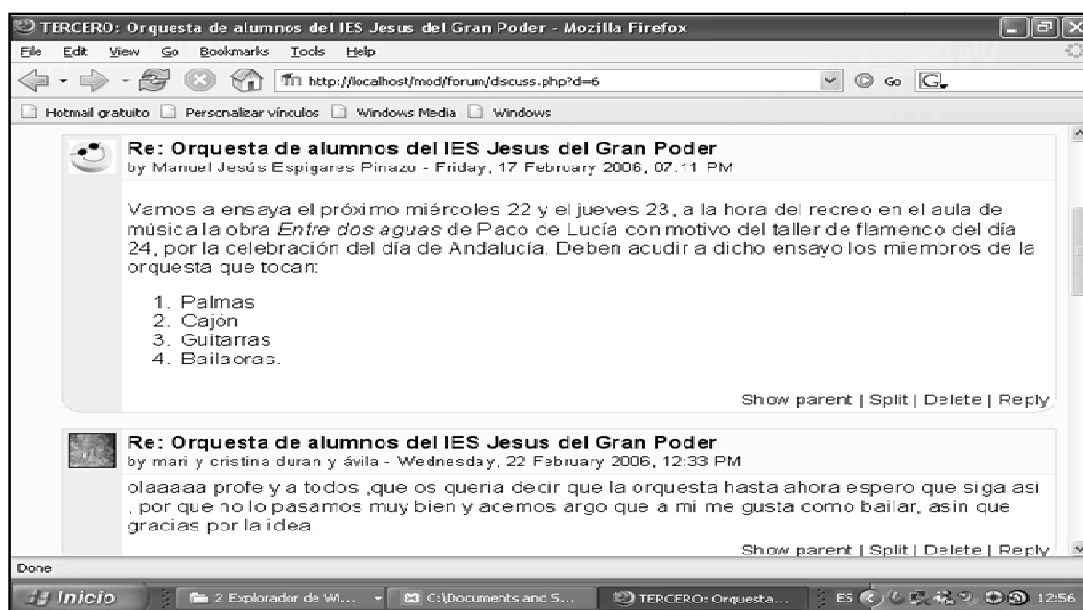 TERCERO: Orquesta de alumnos del IES Jesus del Gran Poder - Mozilla Firefox
File Edit View Go Bookmarks Tools Help
http://localhost/mod/forum/discuss.php?d=6 Go G
Hotmail gratuito Personalizar vínculos Windows Media Windows
Re: Orquesta de alumnos del IES Jesus del Gran Poder
by Manuel Jesús Espigares Pinazo - Friday, 17 February 2006, 07:11 PM
Vamos a ensaya el próximo miércoles 22 y el jueves 23, a la hora del recreo en el aula de
música la obra Entre dos aguas de Paco de Lucía con motivo del taller de flamenco del día
24, por la celebración del día de Andalucía. Deben acudir a dicho ensayo los miembros de la
orquesta que tocan:
1. Palmas
2. Cajón
3. Guitarras
4. Bailaoras.
Show parent | Split | Delete | Reply
Re: Orquesta de alumnos del IES Jesus del Gran Poder
by mari y cristina duran y ávila - Wednesday, 22 February 2006, 12:33 PM
olaaaaa profe y a todos ,que os queria decir que la orquesta hasta ahora espero que siga asi
, por que no lo pasamos muy bien y acemos argo que a mi me gusta como bailar, asin que
gracias por la idea
Show parent | Split | Delete | Reply
Done
Inicio 2 Explorador de Wi... C:\Documents and S... TERCERO: Orquesta... ES 12:56